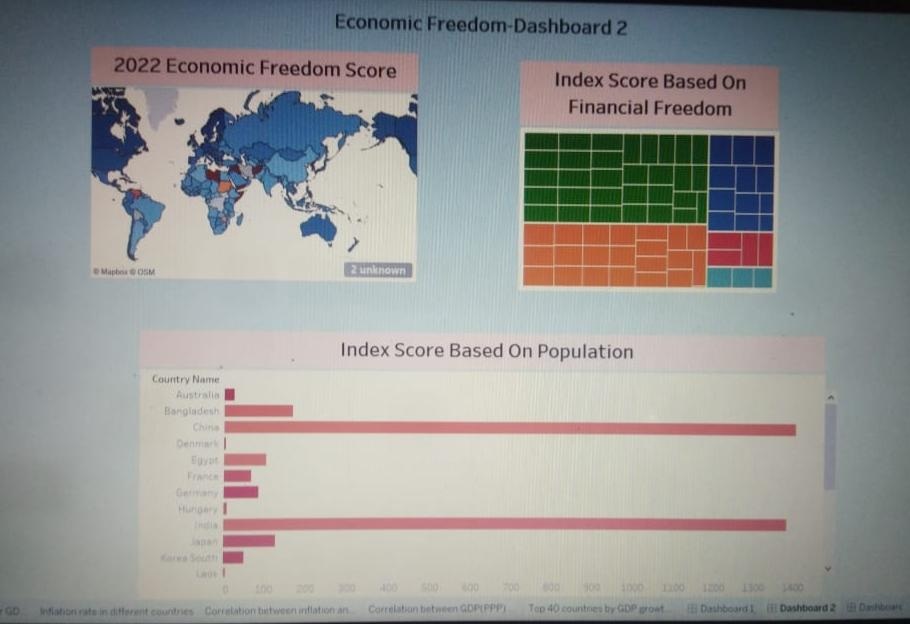 Economic Freedom-Dashboard 2
2022 Economic Freedom Score
© Mapbox © OSM
2 unknown
Index Score Based On
Financial Freedom
Index Score Based On Population
Country Name
Australia
Bangladesh
China
Denmark
Egypt
France
Germany
Hungary
India
Japan
Korea South
Laos
0 100 200 300 400 500 600 700 800 900 1000 1100 1200 1300 1400
r GD... Inflation rate in different countries Correlation between inflation an... Correlation between GDP(PPP) Top 40 countries by GDP growt... Dashboard 1 Dashboard 2 Dashboard